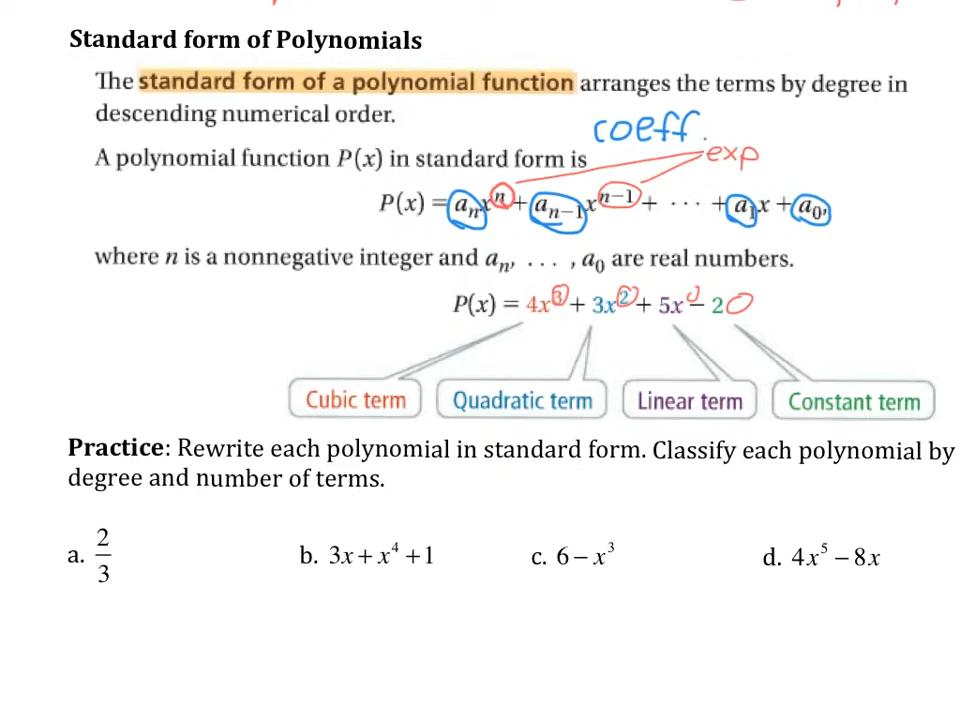 Standard form of Polynomials
The standard form of a polynomial function arranges the terms by degree in
descending numerical order.
coeff.
A polynomial function P(x) in standard form is
exp
P(x) = aₙxⁿ + aₙ₋₁xⁿ⁻¹ + ⋯ + a₁x + a₀,
where n is a nonnegative integer and aₙ, . . . , a₀ are real numbers.
P(x) = 4x³ + 3x² + 5x - 2
Cubic term Quadratic term Linear term Constant term
Practice: Rewrite each polynomial in standard form. Classify each polynomial by
degree and number of terms.
a. 2/3 b. 3x + x⁴ + 1 c. 6 − x³ d. 4x⁵ − 8x